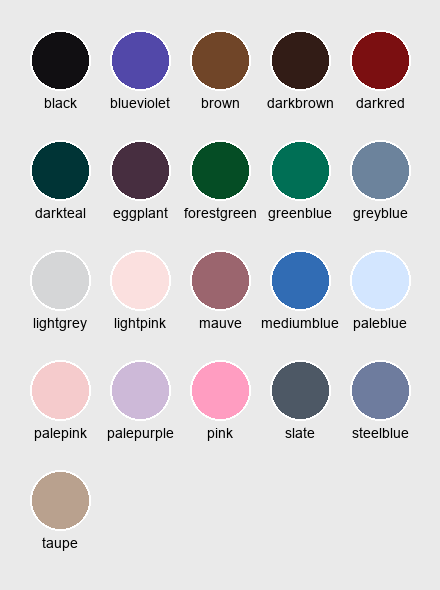 black blueviolet brown darkbrown darkred
darkteal eggplant forestgreen greenblue greyblue
lightgrey lightpink mauve mediumblue paleblue
palepink palepurple pink slate steelblue
taupe